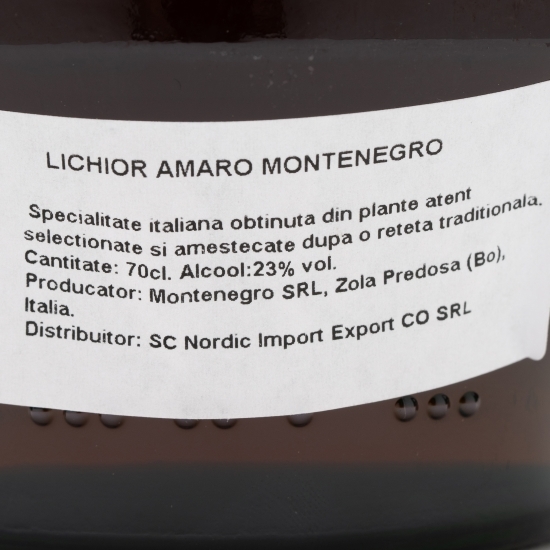 LICHIOR AMARO MONTENEGRO
Specialitate italiana obtinuta din plante atent
selectionate si amestecate dupa o reteta traditionala.
Cantitate: 70cl. Alcool:23% vol.
Producator: Montenegro SRL, Zola Predosa (Bo),
Italia.
Distribuitor: SC Nordic Import Export CO SRL